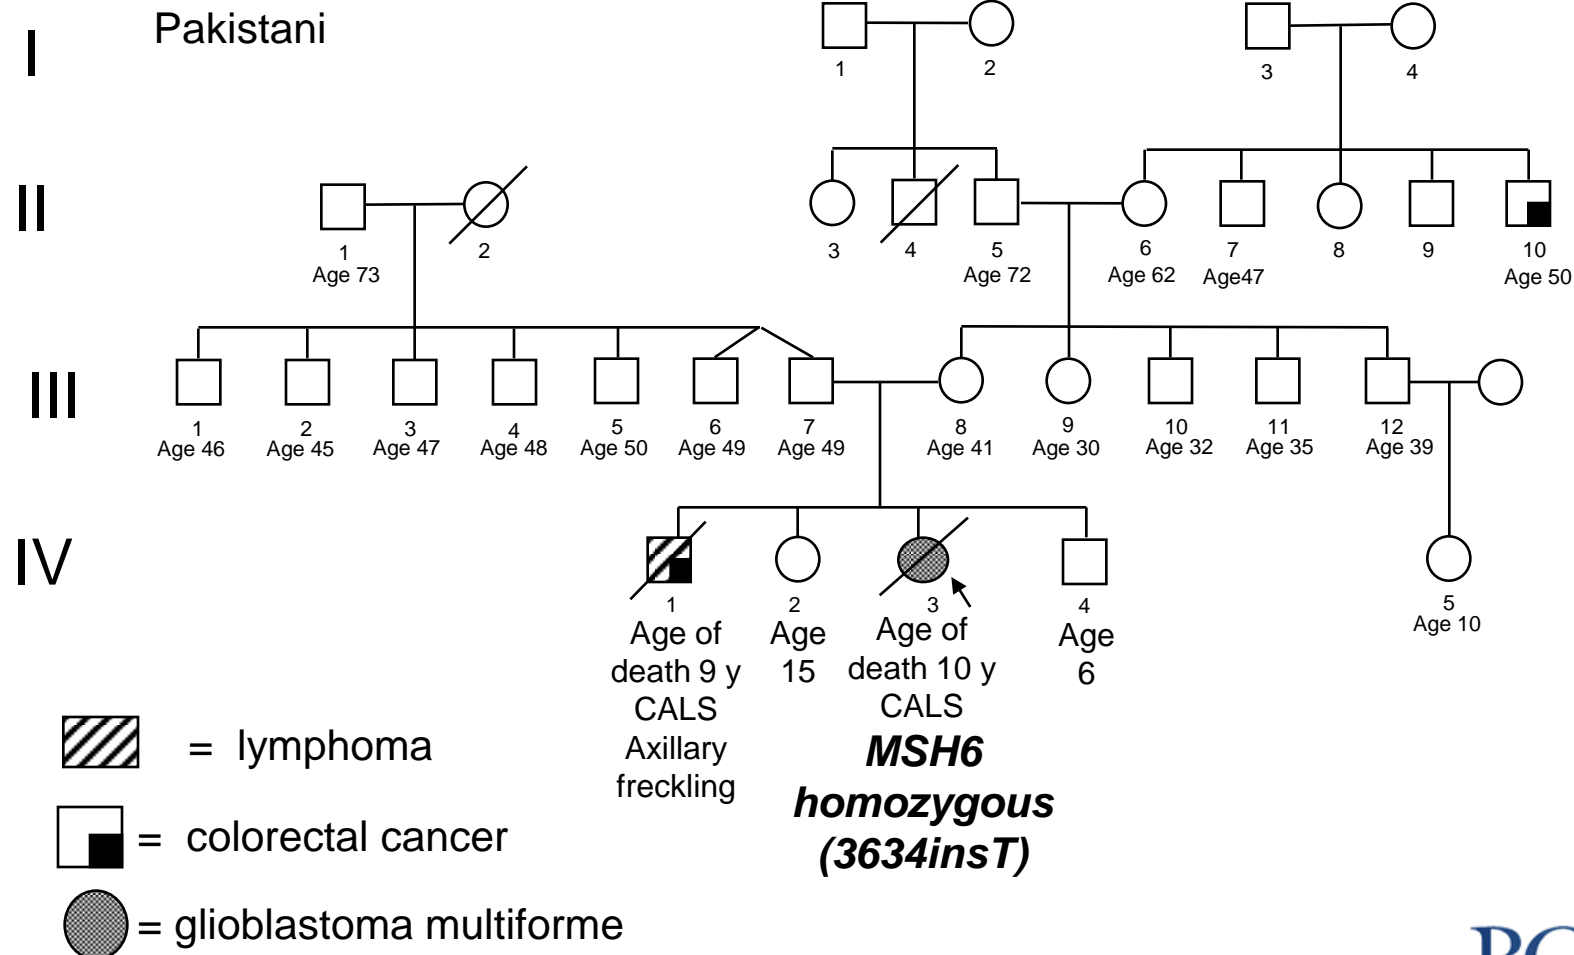 I
Pakistani
1
2
3
4
II
1
Age 73
2
3
4
5
Age 72
6
Age 62
7
Age47
8
9
10
Age 50
III
1
Age 46
2
Age 45
3
Age 47
4
Age 48
5
Age 50
6
Age 49
7
Age 49
8
Age 41
9
Age 30
10
Age 32
11
Age 35
12
Age 39
IV
1
Age of
death 9 y
CALS
Axillary
freckling
2
Age
15
3
Age of
death 10 y
CALS
MSH6
homozygous
(3634insT)
4
Age
6
5
Age 10
= lymphoma
= colorectal cancer
= glioblastoma multiforme